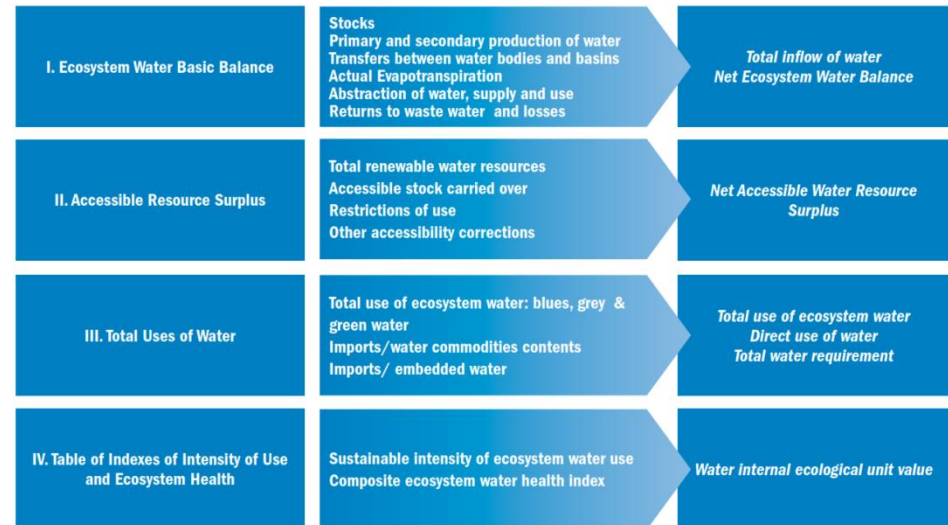 I. Ecosystem Water Basic Balance
Stocks
Primary and secondary production of water
Transfers between water bodies and basins
Actual Evapotranspiration
Abstraction of water, supply and use
Returns to waste water and losses
Total inflow of water
Net Ecosystem Water Balance
II. Accessible Resource Surplus
Total renewable water resources
Accessible stock carried over
Restrictions of use
Other accessibility corrections
Net Accessible Water Resource
Surplus
III. Total Uses of Water
Total use of ecosystem water: blues, grey &
green water
Imports/water commodities contents
Imports/ embedded water
Total use of ecosystem water
Direct use of water
Total water requirement
IV. Table of Indexes of Intensity of Use
and Ecosystem Health
Sustainable intensity of ecosystem water use
Composite ecosystem water health index
Water internal ecological unit value